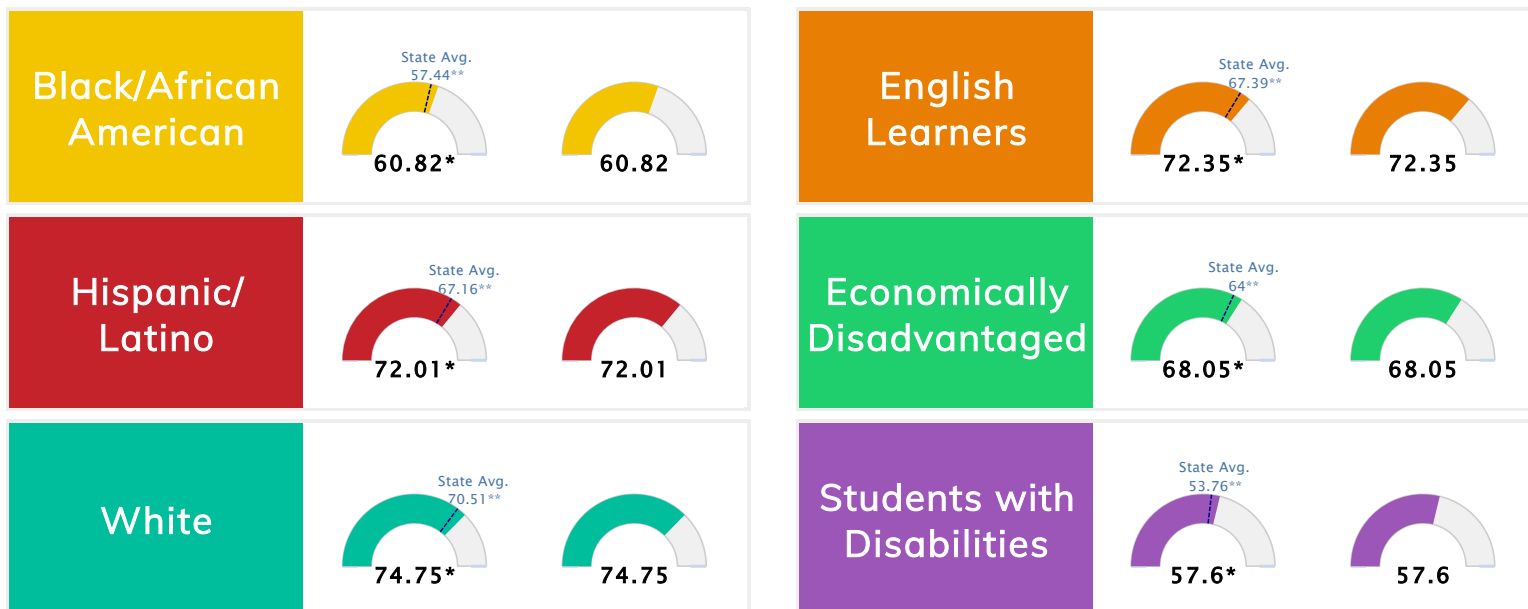 Black/African
American
State Avg.
57.44**
60.82*
60.82
English
Learners
State Avg.
67.39**
72.35*
72.35
Hispanic/
Latino
State Avg.
67.16**
72.01*
72.01
Economically
Disadvantaged
State Avg.
64**
68.05*
68.05
White
State Avg.
70.51**
74.75*
74.75
Students with
Disabilities
State Avg.
53.76**
57.6*
57.6